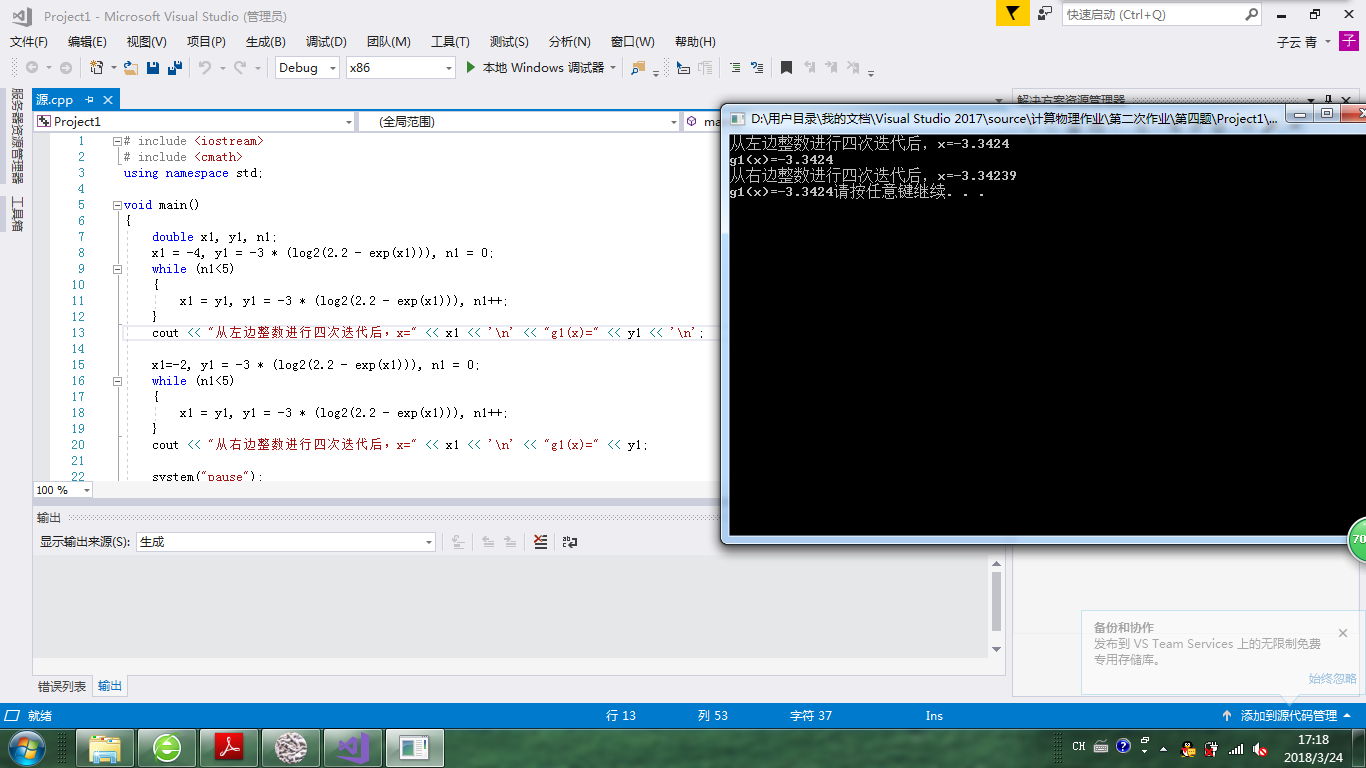 Project1 - Microsoft Visual Studio (管理员)
快速启动 (Ctrl+Q)
文件(F) 编辑(E) 视图(V) 项目(P) 生成(B) 调试(D) 团队(M) 工具(T) 测试(S) 分析(N) 窗口(W) 帮助(H)
子云 青 子
Debug x86 本地 Windows 调试器
服务器资源管理器
工具箱
源.cpp
解决方案资源管理器
Project1 (全局范围)
1 # include <iostream>
2 # include <cmath>
3 using namespace std;
4
5 void main()
6 {
7 double x1, y1, n1;
8 x1 = -4, y1 = -3 * (log2(2.2 - exp(x1))), n1 = 0;
9 while (n1<5)
10 {
11 x1 = y1, y1 = -3 * (log2(2.2 - exp(x1))), n1++;
12 }
13 cout << "从左边整数进行四次迭代后，x=" << x1 << '\n' << "g1(x)=" << y1 << '\n';
14
15 x1=-2, y1 = -3 * (log2(2.2 - exp(x1))), n1 = 0;
16 while (n1<5)
17 {
18 x1 = y1, y1 = -3 * (log2(2.2 - exp(x1))), n1++;
19 }
20 cout << "从右边整数进行四次迭代后，x=" << x1 << '\n' << "g1(x)=" << y1;
21
22 system("pause");
100 %
D:\用户目录\我的文档\Visual Studio 2017\source\计算物理作业\第二次作业\第四题\Project1\...
从左边整数进行四次迭代后，x=-3.3424
g1(x)=-3.3424
从右边整数进行四次迭代后，x=-3.34239
g1(x)=-3.3424请按任意键继续. . .
70
输出
显示输出来源(S): 生成
备份和协作
发布到 VS Team Services 上的无限制免费
专用存储库。
始终忽略
错误列表 输出
就绪 行 13 列 53 字符 37 Ins 添加到源代码管理
CH 17:18
2018/3/24